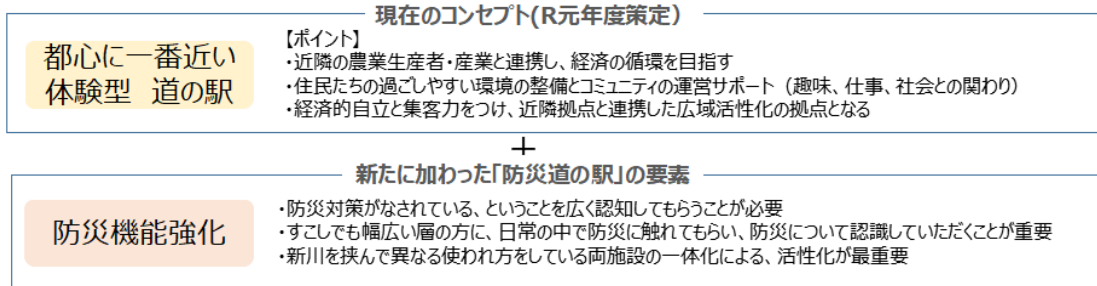 現在のコンセプト(R元年度策定）
都心に一番近い
体験型　道の駅
【ポイント】
・近隣の農業生産者・産業と連携し、経済の循環を目指す
・住民たちの過ごしやすい環境の整備とコミュニティの運営サポート（趣味、仕事、社会との関わり）
・経済的自立と集客力をつけ、近隣拠点と連携した広域活性化の拠点となる
＋
新たに加わった「防災道の駅」の要素
防災機能強化
・防災対策がなされている、ということを広く認知してもらうことが必要
・すこしでも幅広い層の方に、日常の中で防災に触れてもらい、防災について認識していただくことが重要
・新川を挟んで異なる使われ方をしている両施設の一体化による、活性化が最重要